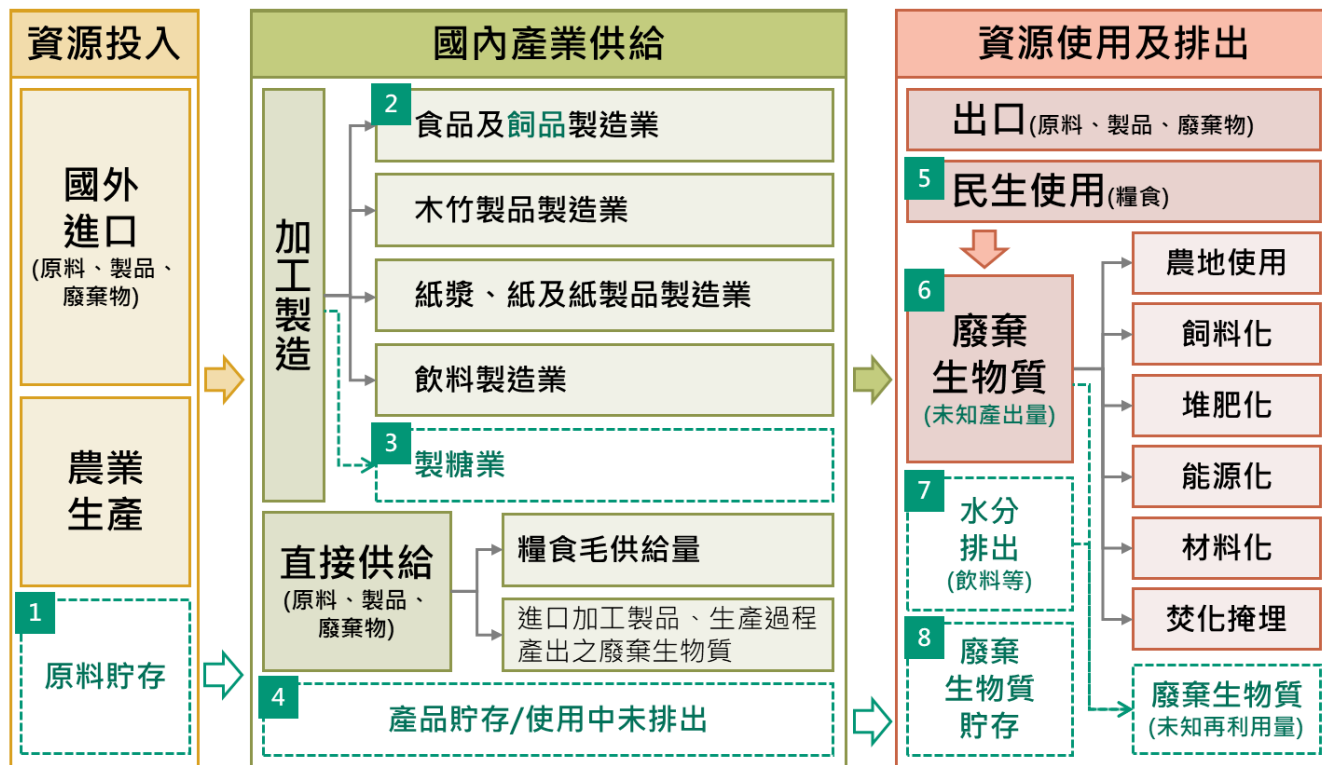 資源投入
國外
進口
(原料、製品、
廢棄物)
農業
生產
1
原料貯存
國內產業供給
加工製造
2
食品及飼品製造業
木竹製品製造業
紙漿、紙及紙製品製造業
飲料製造業
3
製糖業
直接供給
(原料、製品、
廢棄物)
糧食毛供給量
進口加工製品、生產過程
產出之廢棄生物質
4
產品貯存/使用中未排出
資源使用及排出
出口(原料、製品、廢棄物)
5
民生使用(糧食)
6
廢棄
生物質
(未知產出量)
7
水分
排出
(飲料等)
8
廢棄
生物質
貯存
農地使用
飼料化
堆肥化
能源化
材料化
焚化掩埋
廢棄生物質
(未知再利用量)